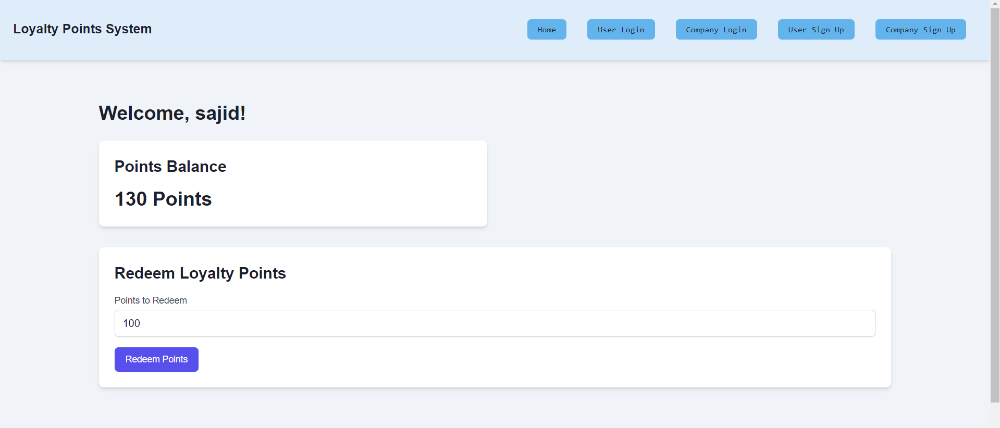 Loyalty Points System
Home
User Login
Company Login
User Sign Up
Company Sign Up
Welcome, sajid!
Points Balance
130 Points
Redeem Loyalty Points
Points to Redeem
100
Redeem Points